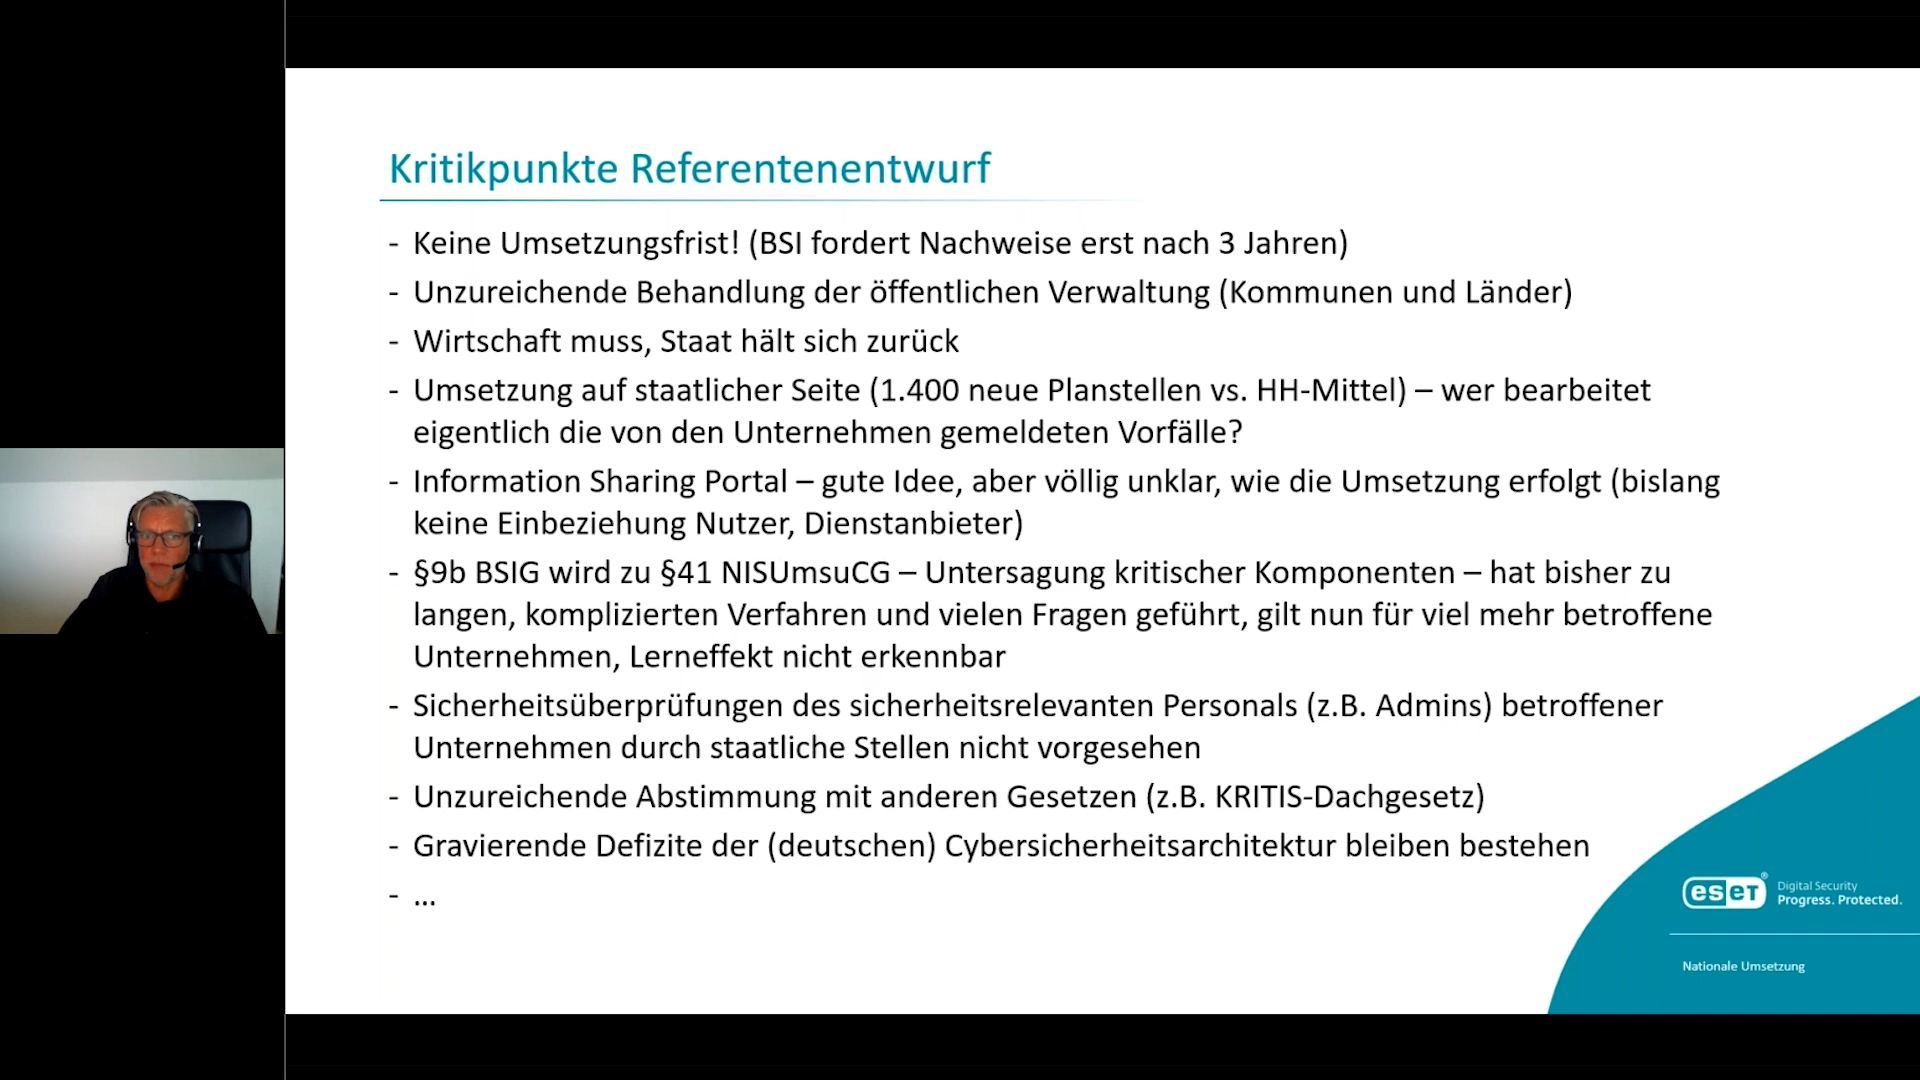 Kritikpunkte Referentenentwurf
- Keine Umsetzungsfrist! (BSI fordert Nachweise erst nach 3 Jahren)
- Unzureichende Behandlung der öffentlichen Verwaltung (Kommunen und Länder)
- Wirtschaft muss, Staat hält sich zurück
- Umsetzung auf staatlicher Seite (1.400 neue Planstellen vs. HH-Mittel) – wer bearbeitet
eigentlich die von den Unternehmen gemeldeten Vorfälle?
- Information Sharing Portal – gute Idee, aber völlig unklar, wie die Umsetzung erfolgt (bislang
keine Einbeziehung Nutzer, Dienstanbieter)
- §9b BSIG wird zu §41 NISUmsuCG – Untersagung kritischer Komponenten – hat bisher zu
langen, komplizierten Verfahren und vielen Fragen geführt, gilt nun für viel mehr betroffene
Unternehmen, Lerneffekt nicht erkennbar
- Sicherheitsüberprüfungen des sicherheitsrelevanten Personals (z.B. Admins) betroffener
Unternehmen durch staatliche Stellen nicht vorgesehen
- Unzureichende Abstimmung mit anderen Gesetzen (z.B. KRITIS-Dachgesetz)
- Gravierende Defizite der (deutschen) Cybersicherheitsarchitektur bleiben bestehen
- ...
eseT® Digital Security
Progress. Protected.
Nationale Umsetzung